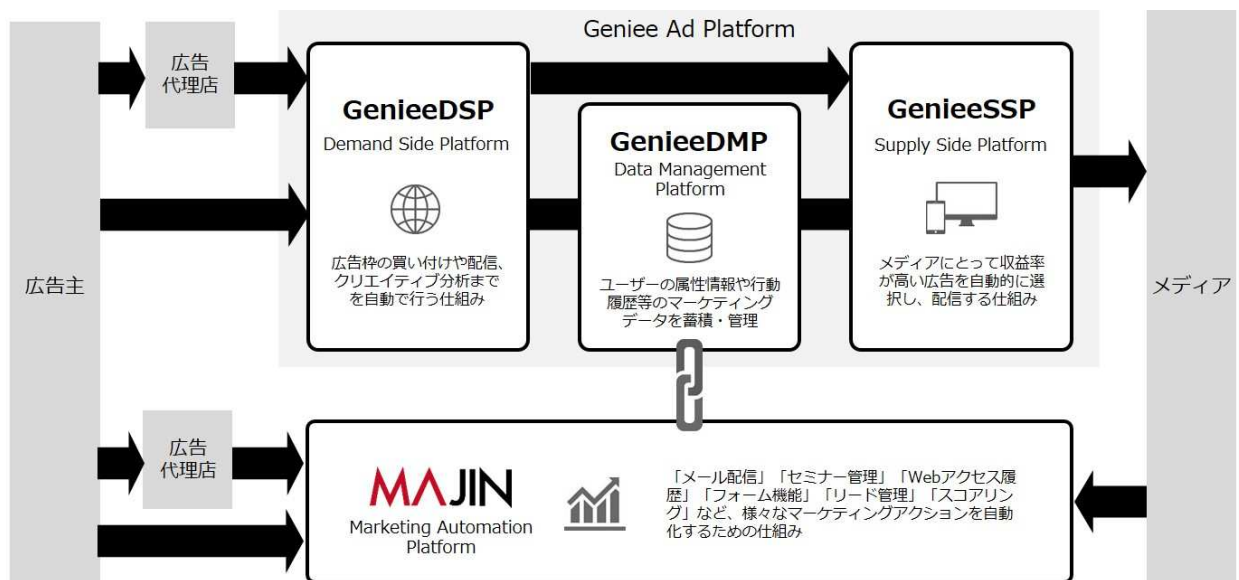 Geniee Ad Platform
広告
代理店
GenieeDSP
Demand Side Platform
広告枠の買い付けや配信、
クリエイティブ分析まで
を自動で行う仕組み
GenieeDMP
Data Management
Platform
ユーザーの属性情報や行動
履歴等のマーケティング
データを蓄積・管理
GenieeSSP
Supply Side Platform
メディアにとって収益率
が高い広告を自動的に選
択し、配信する仕組み
広告主
メディア
広告
代理店
MAJIN
Marketing Automation
Platform
「メール配信」「セミナー管理」「Webアクセス履
歴」「フォーム機能」「リード管理」「スコアリン
グ」など、様々なマーケティングアクションを自動
化するための仕組み